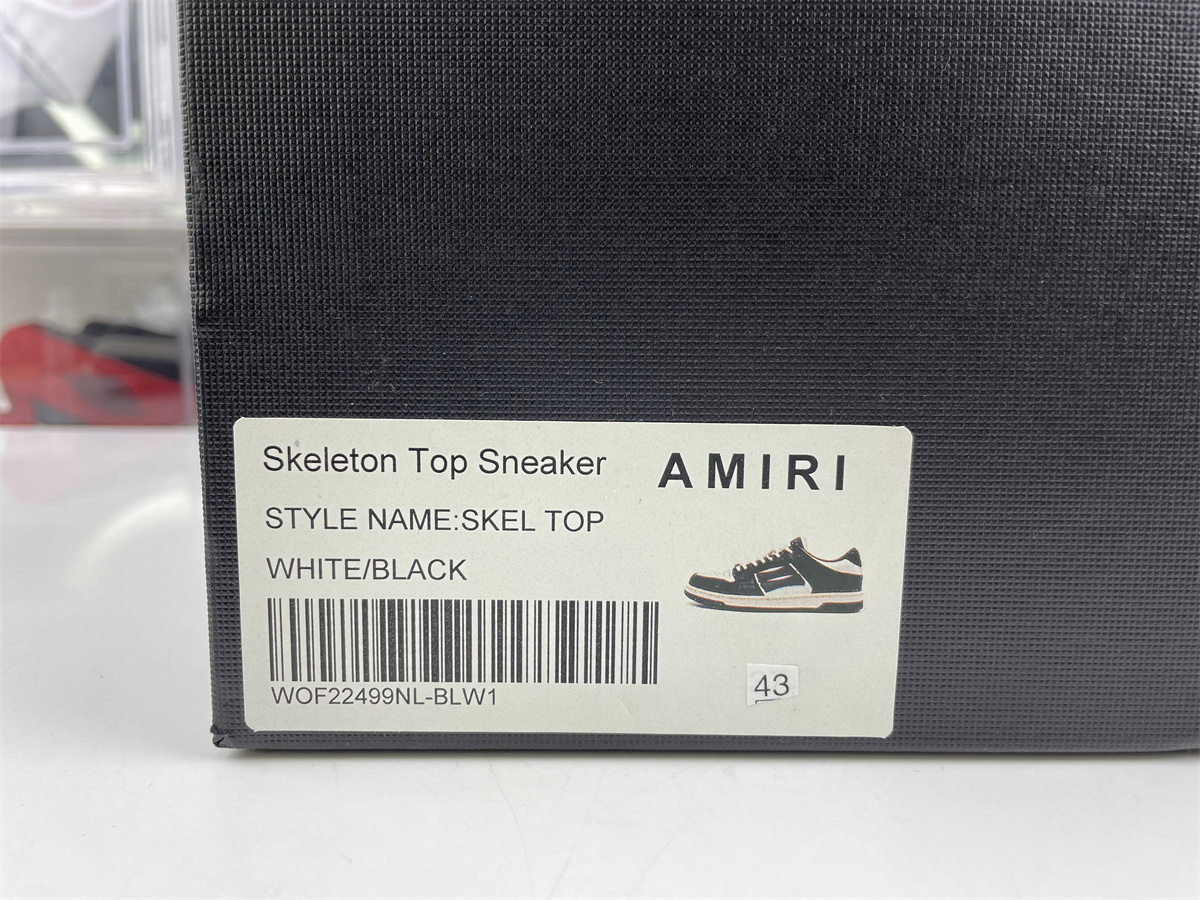 Skeleton Top Sneaker
AMIRI
STYLE NAME:SKEL TOP
WHITE/BLACK
WOF22499NL-BLW1
43